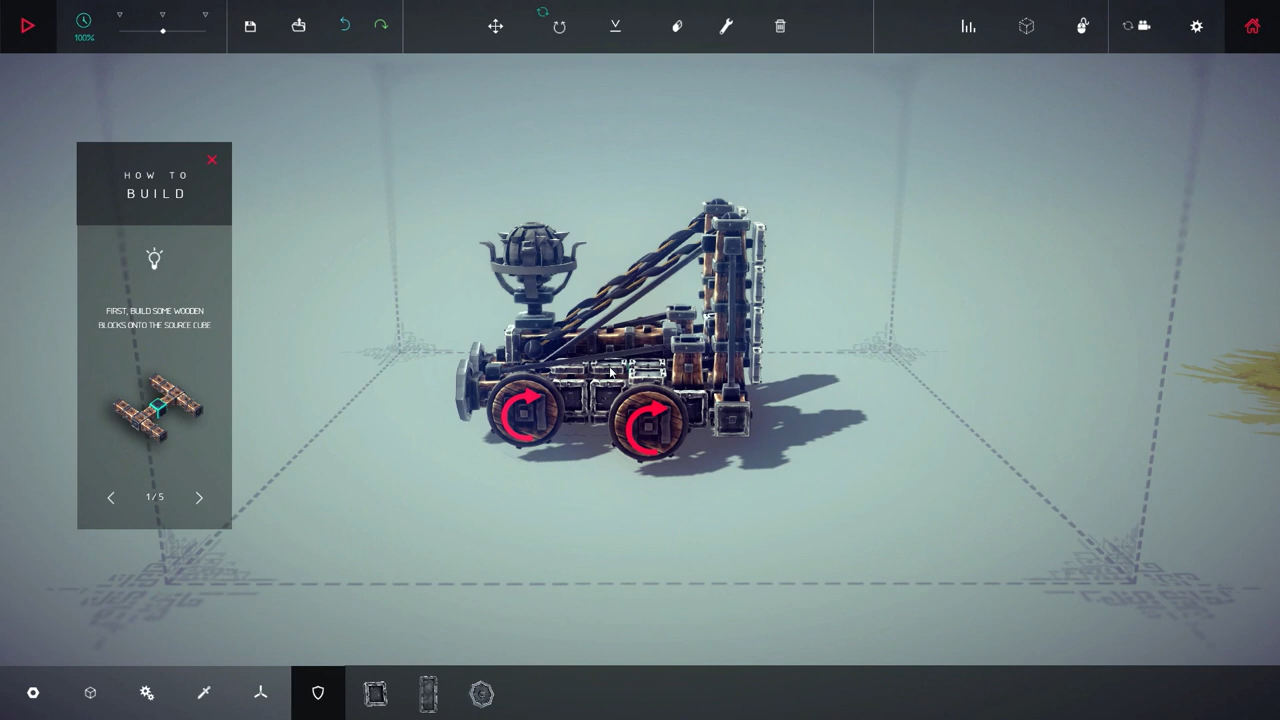 100%
HOW TO
BUILD
FIRST, BUILD SOME WOODEN
BLOCKS ONTO THE SOURCE CUBE
1/5